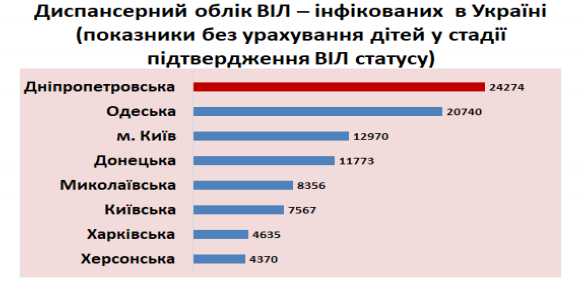 Диспансерний облік ВІЛ – інфікованих в Україні
(показники без урахування дітей у стадії
підтвердження ВІЛ статусу)
Дніпропетровська 24274
Одеська 20740
м. Київ 12970
Донецька 11773
Миколаївська 8356
Київська 7567
Харківська 4635
Херсонська 4370